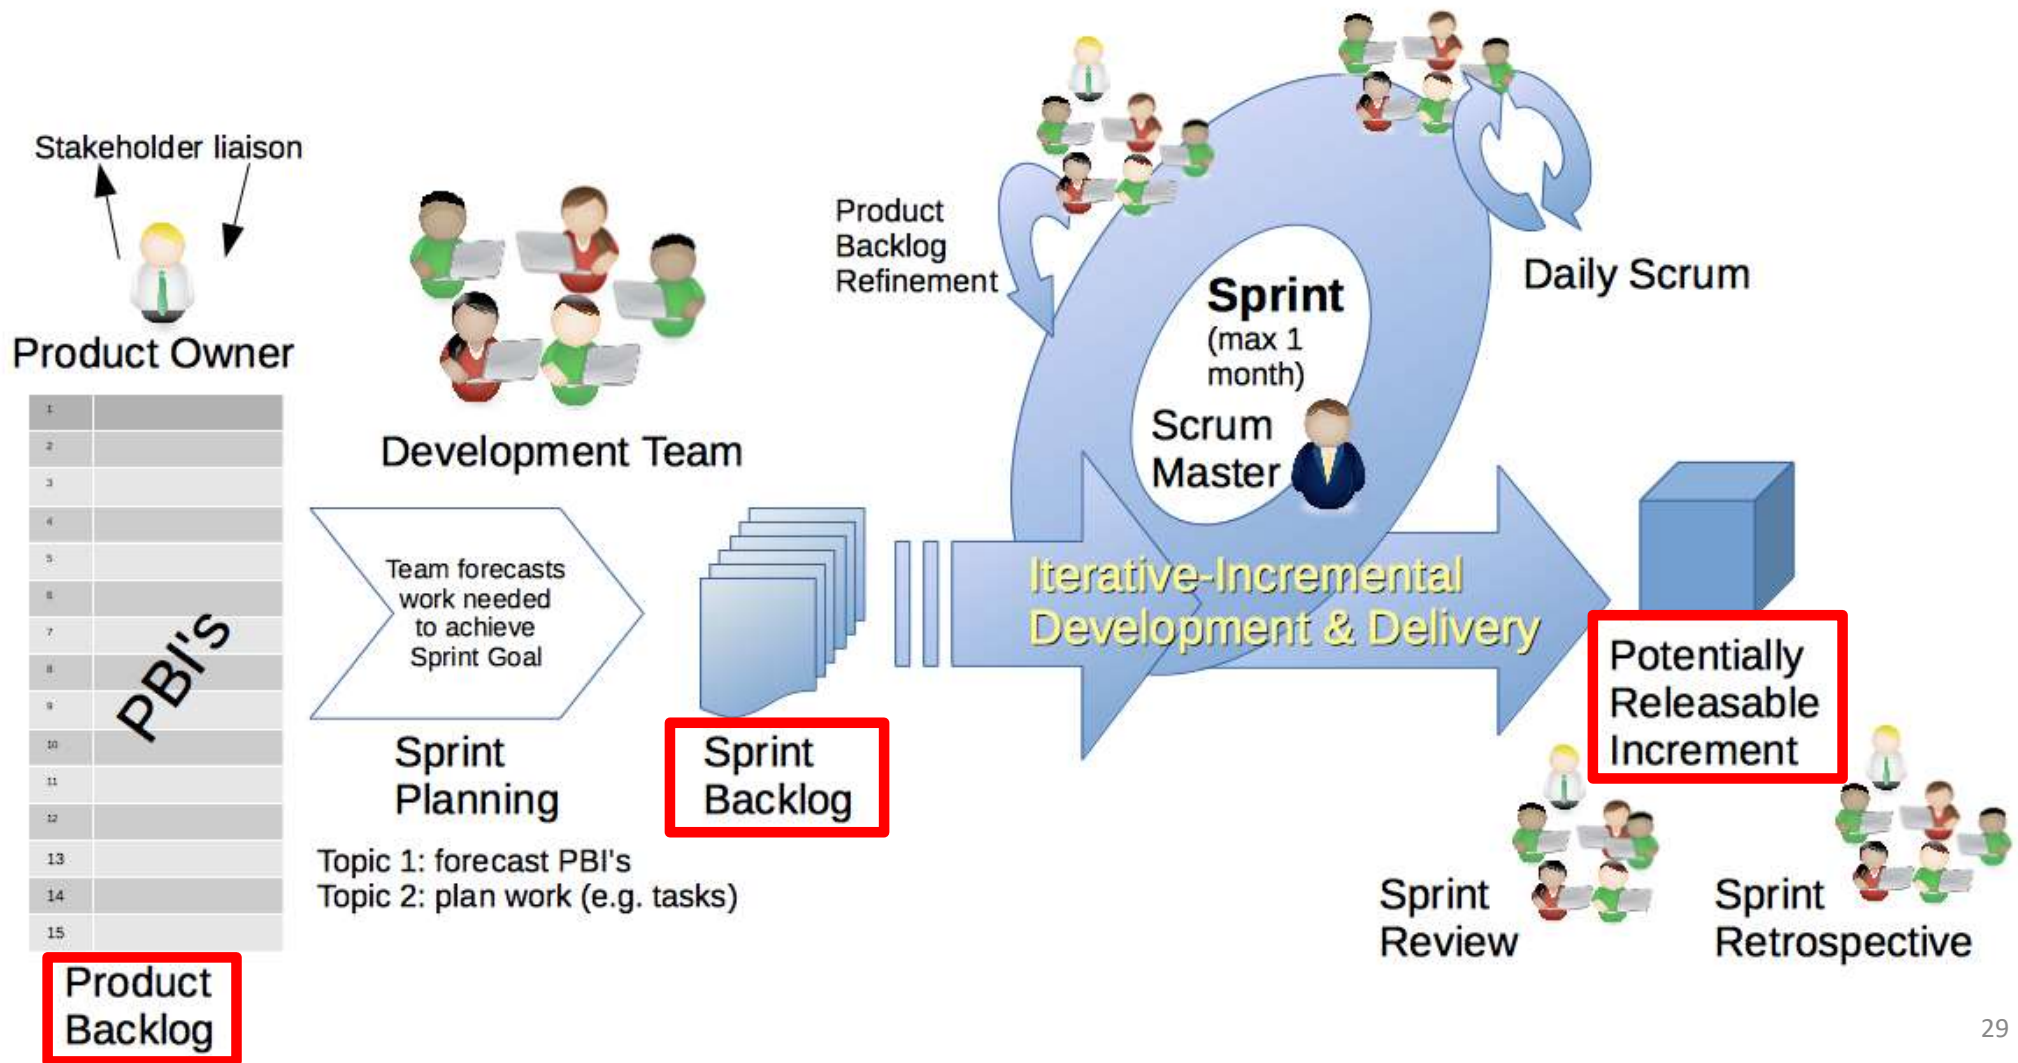 Stakeholder liaison
Product Owner
1
2
3
4
5
6
7
8
9
10
11
12
13
14
15
PBI's
Product
Backlog
Development Team
Team forecasts
work needed
to achieve
Sprint Goal
Sprint
Planning
Topic 1: forecast PBI's
Topic 2: plan work (e.g. tasks)
Sprint
Backlog
Product
Backlog
Refinement
Sprint
(max 1
month)
Scrum
Master
Daily Scrum
Iterative-Incremental
Development & Delivery
Potentially
Releasable
Increment
Sprint
Review
Sprint
Retrospective
29